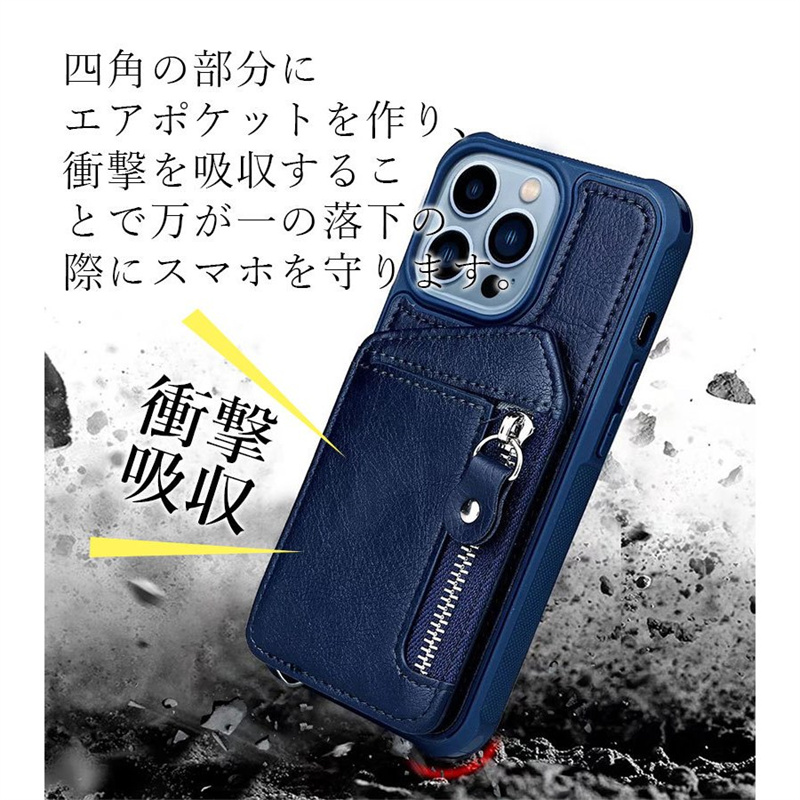 四角の部分に
エアポケットを作り、
衝撃を吸収するこ
とで万が一の落下の
際にスマホを守ります。
衝撃
吸収